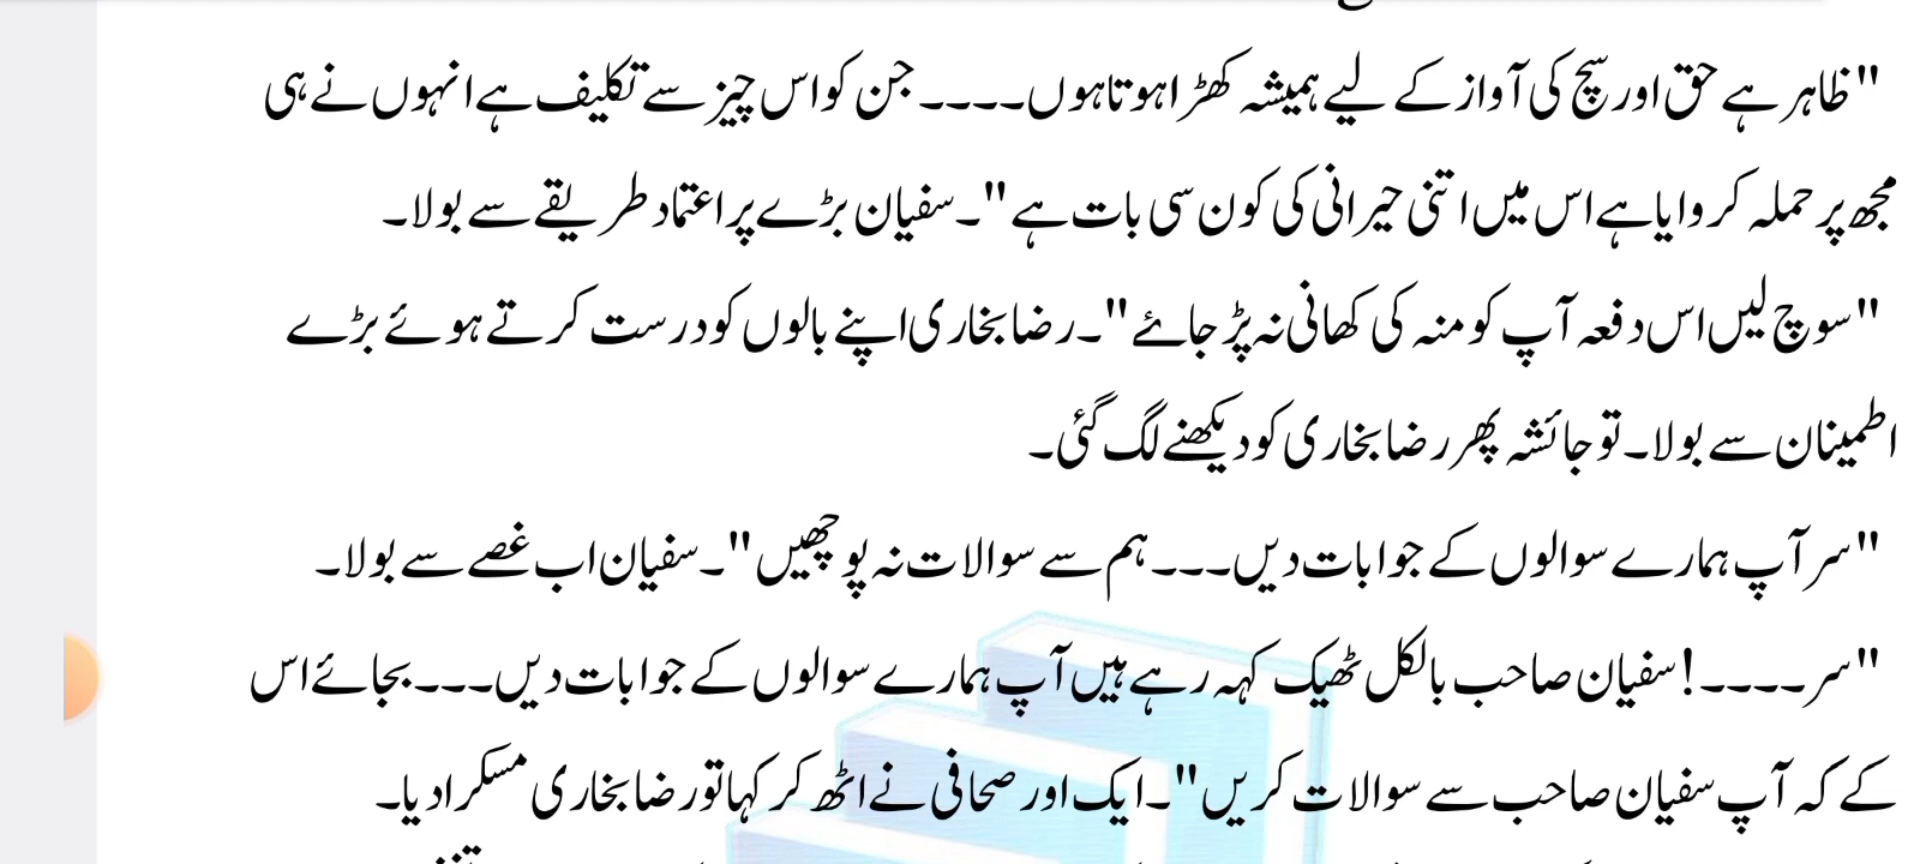 "ظاہر ہے حق اور سچ کی آواز کے لیے ہمیشہ کھڑا ہوتا ہوں۔۔۔۔ جن کو اس چیز سے تکلیف ہے انہوں نے ہی
مجھ پر حملہ کروایا ہے اس میں اتنی حیرانی کی کون سی بات ہے"۔ سفیان بڑے پر اعتماد طریقے سے بولا۔
"سوچ لیں اس دفعہ آپ کو منہ کی کھانی نہ پڑ جائے"۔ رضا بخاری اپنے بالوں کو درست کرتے ہوئے بڑے
اطمینان سے بولا۔ تو جائشہ پھر رضا بخاری کو دیکھنے لگ گئی۔
"سر آپ ہمارے سوالوں کے جوابات دیں۔۔۔ ہم سے سوالات نہ پوچھیں"۔ سفیان اب غصے سے بولا۔
"سر۔۔۔۔! سفیان صاحب بالکل ٹھیک کہہ رہے ہیں آپ ہمارے سوالوں کے جوابات دیں۔۔۔ بجائے اس
کے کہ آپ سفیان صاحب سے سوالات کریں"۔ ایک اور صحافی نے اٹھ کر کہا تو رضا بخاری مسکرا دیا۔